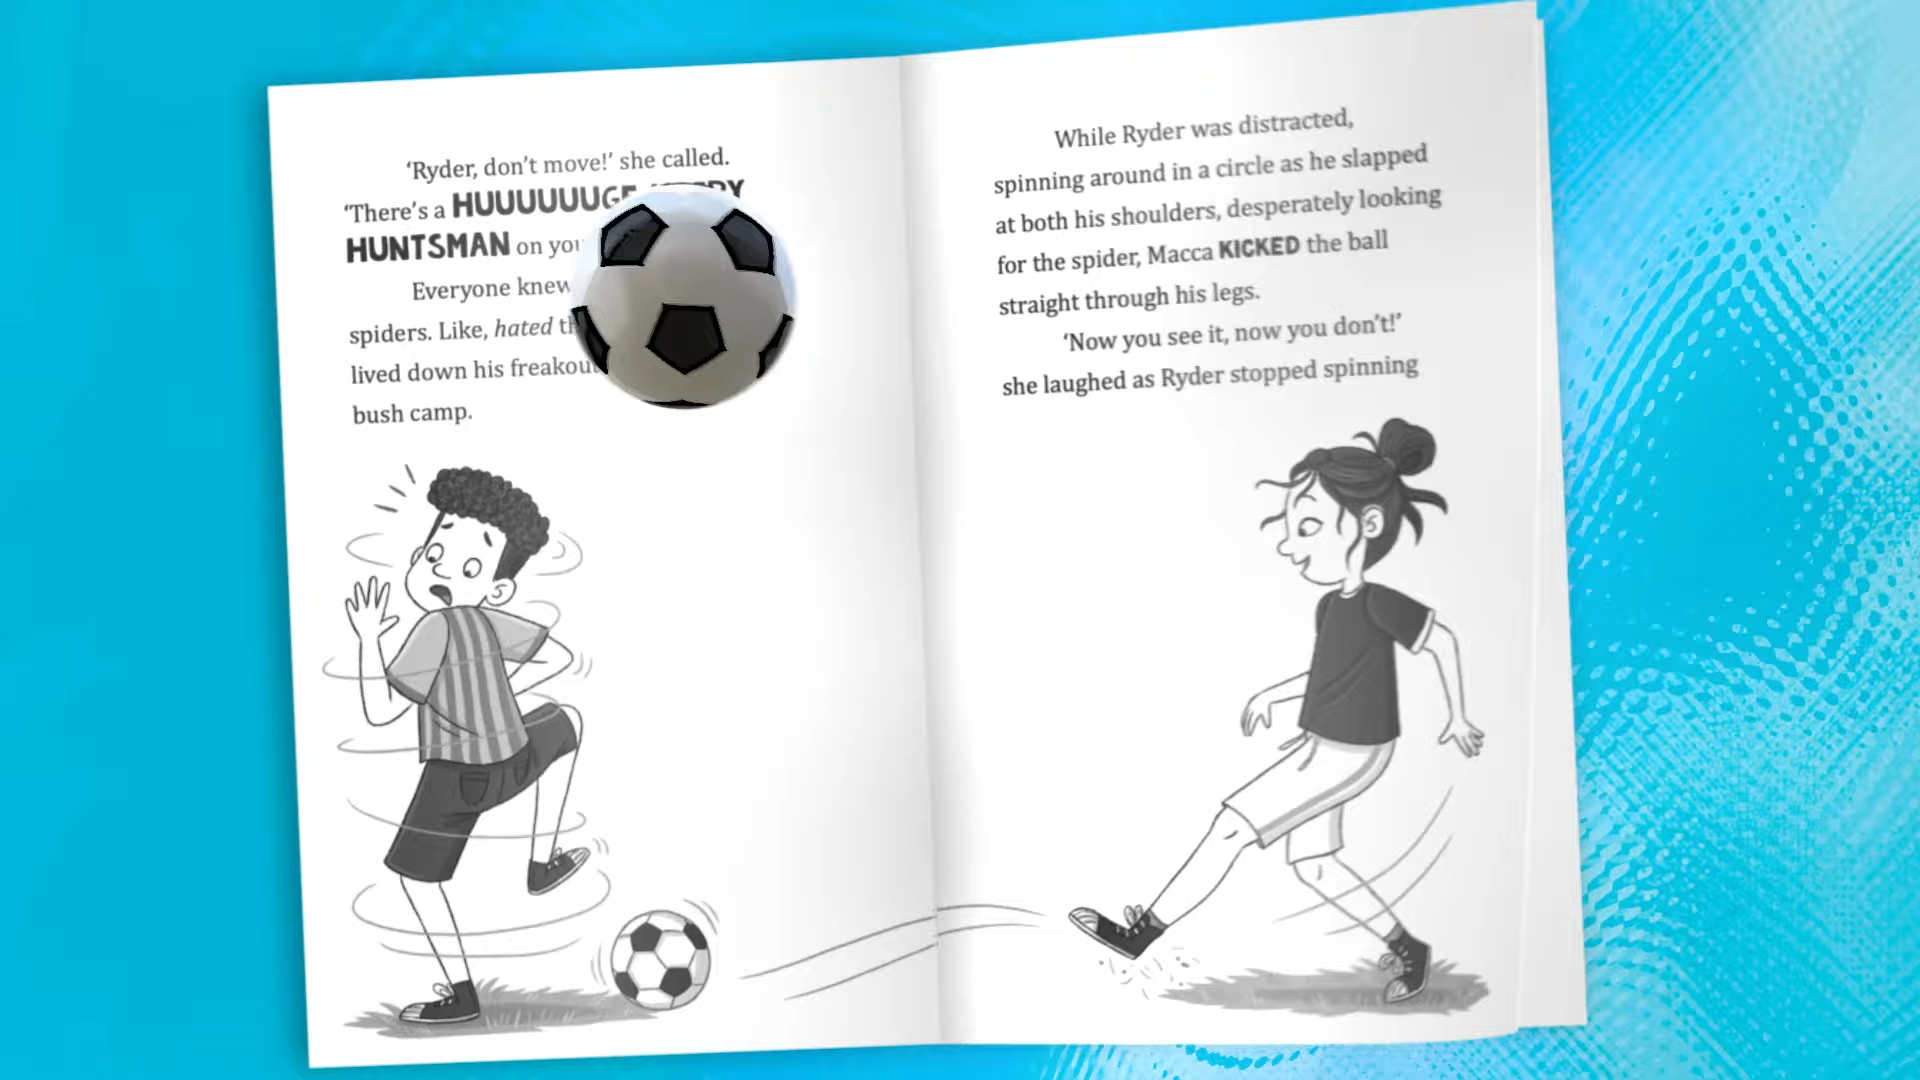 ‘Ryder, don’t move!’ she called.
‘There’s a HUUUUUUGE
HUNTSMAN on you
Everyone knew
spiders. Like, hated
lived down his freakout
bush camp.
While Ryder was distracted,
spinning around in a circle as he slapped
at both his shoulders, desperately looking
for the spider, Macca KICKED the ball
straight through his legs.
‘Now you see it, now you don’t!’
she laughed as Ryder stopped spinning